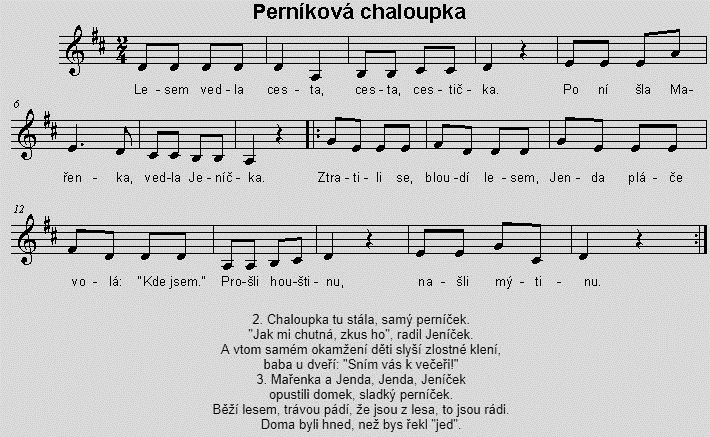 Perníková chaloupka
2
4
Le - sem ved - la ces - ta, ces - ta, ces - tič - ka. Po ní šla Ma-
6
řen - ka, ved-la Je-níč - ka. Ztra - ti - li se, blou-dí le - sem, Jen - da plá - če
12
vo - lá: "Kde jsem." Pro-šli hou-šti - nu, na - šli mý - ti - nu.
2. Chaloupka tu stála, samý perníček.
"Jak mi chutná, zkus ho", radil Jeníček.
A vtom samém okamžení děti slyší zlostné klení,
baba u dveří: "Sním vás k večeři!"
3. Mařenka a Jenda, Jenda, Jeníček
opustili domek, sladký perníček.
Běží lesem, trávou pádí, že jsou z lesa, to jsou rádi.
Doma byli hned, než bys řekl "jed".